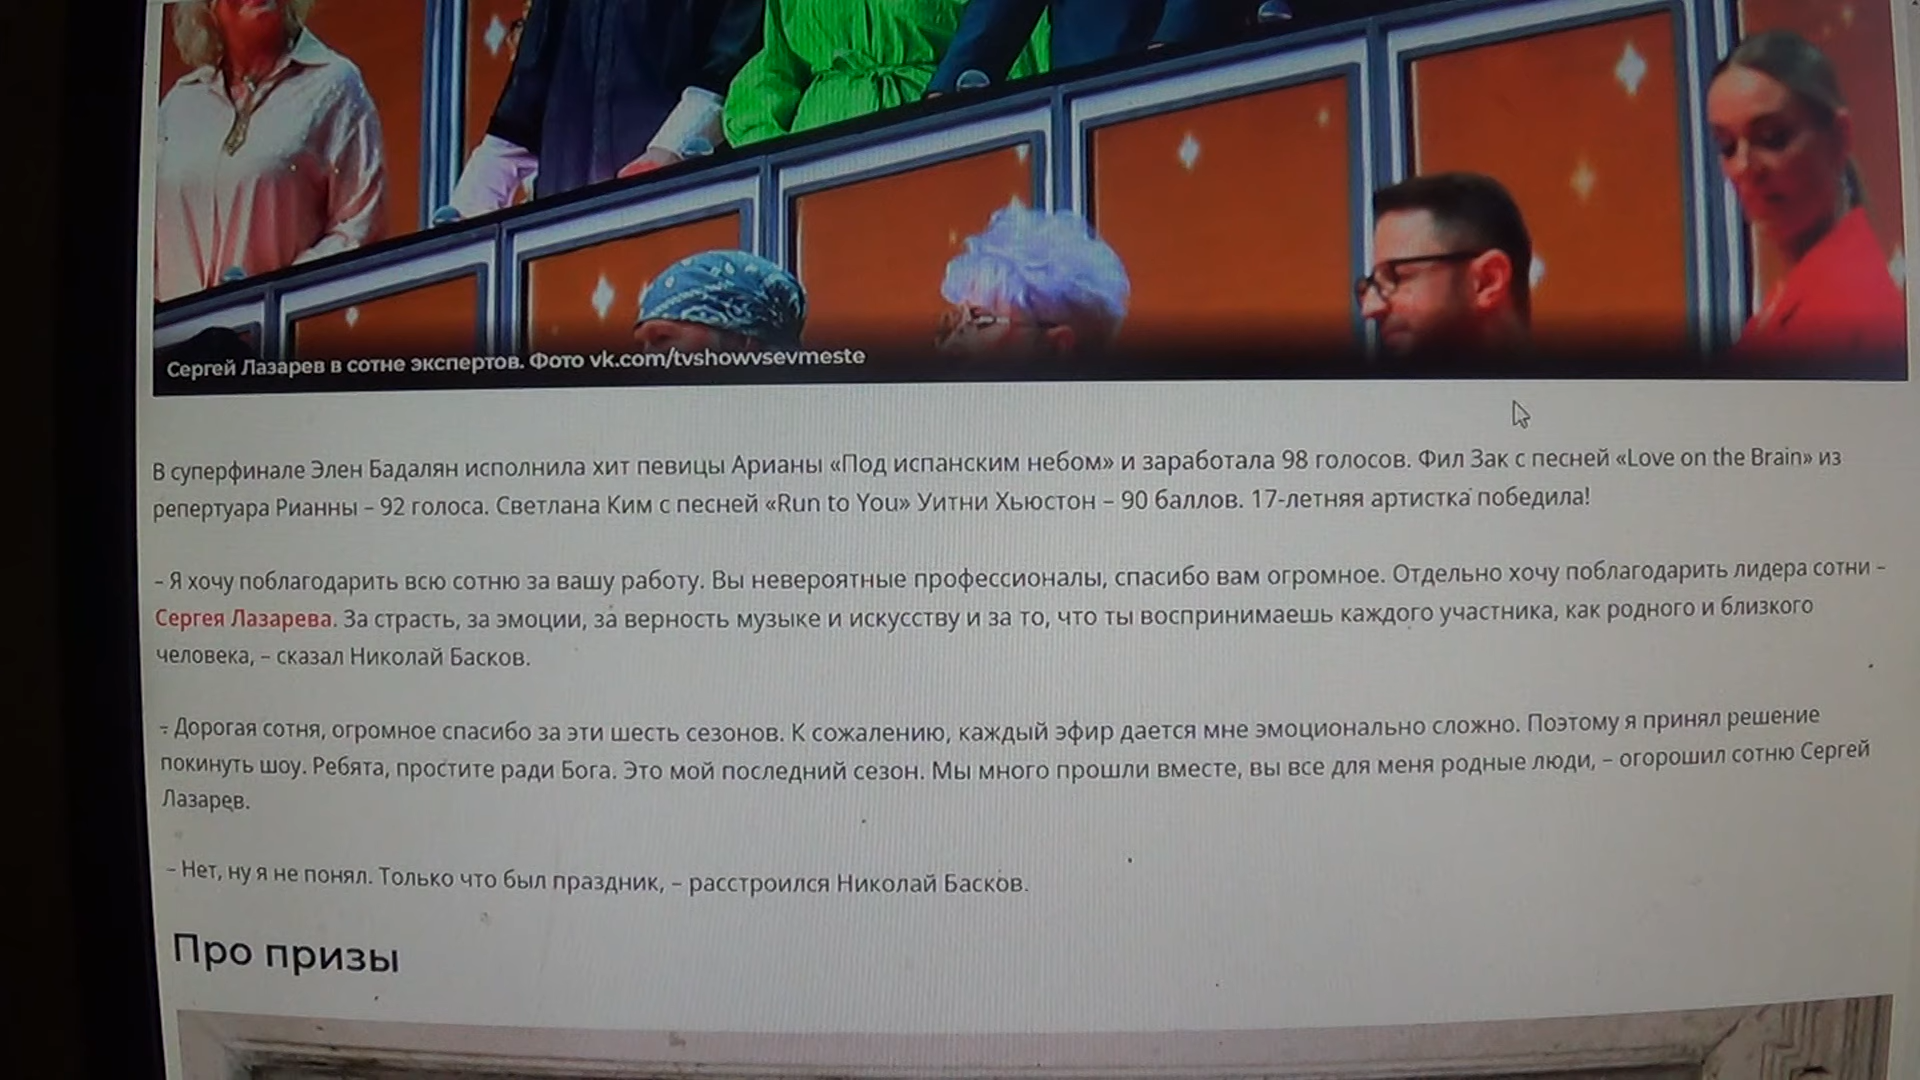 Сергей Лазарев в сотне экспертов. Фото vk.com/tvshowvsevmeste
В суперфинале Элен Бадалян исполнила хит певицы Арианы «Под испанским небом» и заработала 98 голосов. Фил Зак с песней «Love on the Brain» из
репертуара Рианны – 92 голоса. Светлана Ким с песней «Run to You» Уитни Хьюстон – 90 баллов. 17-летняя артистка победила!
– Я хочу поблагодарить всю сотню за вашу работу. Вы невероятные профессионалы, спасибо вам огромное. Отдельно хочу поблагодарить лидера сотни –
Сергея Лазарева. За страсть, за эмоции, за верность музыке и искусству и за то, что ты воспринимаешь каждого участника, как родного и близкого
человека, – сказал Николай Басков.
– Дорогая сотня, огромное спасибо за эти шесть сезонов. К сожалению, каждый эфир дается мне эмоционально сложно. Поэтому я принял решение
покинуть шоу. Ребята, простите ради Бога. Это мой последний сезон. Мы много прошли вместе, вы все для меня родные люди, – огорошил сотню Сергей
Лазарев.
– Нет, ну я не понял. Только что был праздник, – расстроился Николай Басков.
Про призы